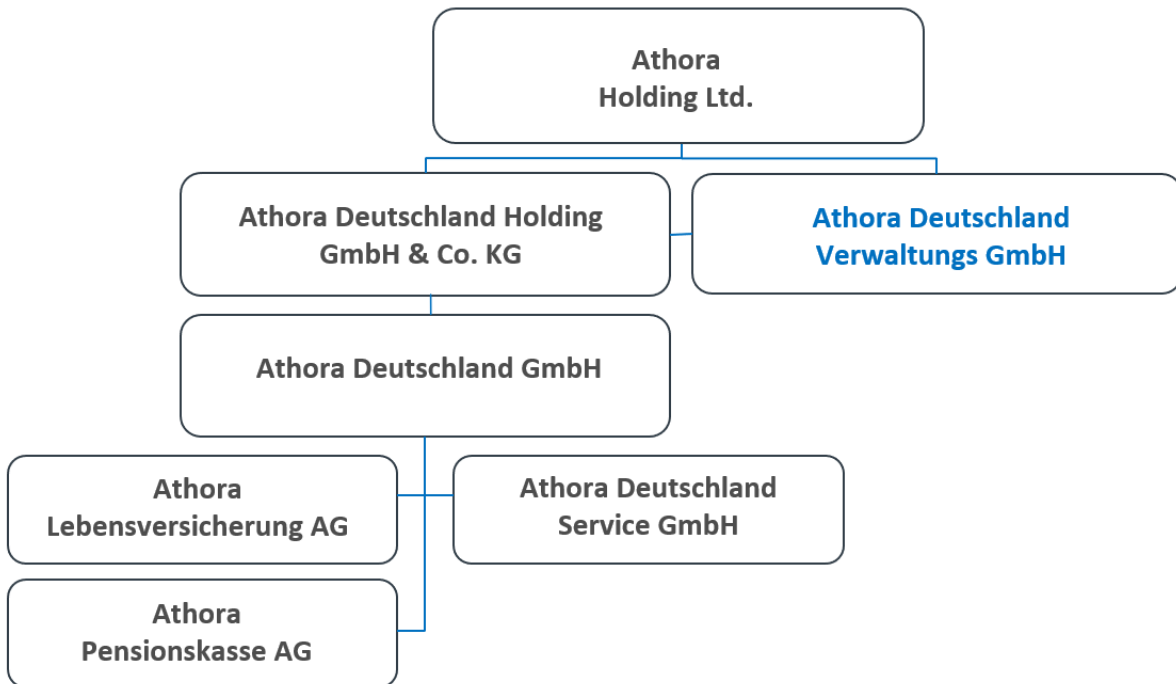 Athora
Holding Ltd.
Athora Deutschland Holding
GmbH & Co. KG
Athora Deutschland
Verwaltungs GmbH
Athora Deutschland GmbH
Athora
Lebensversicherung AG
Athora Deutschland
Service GmbH
Athora
Pensionskasse AG